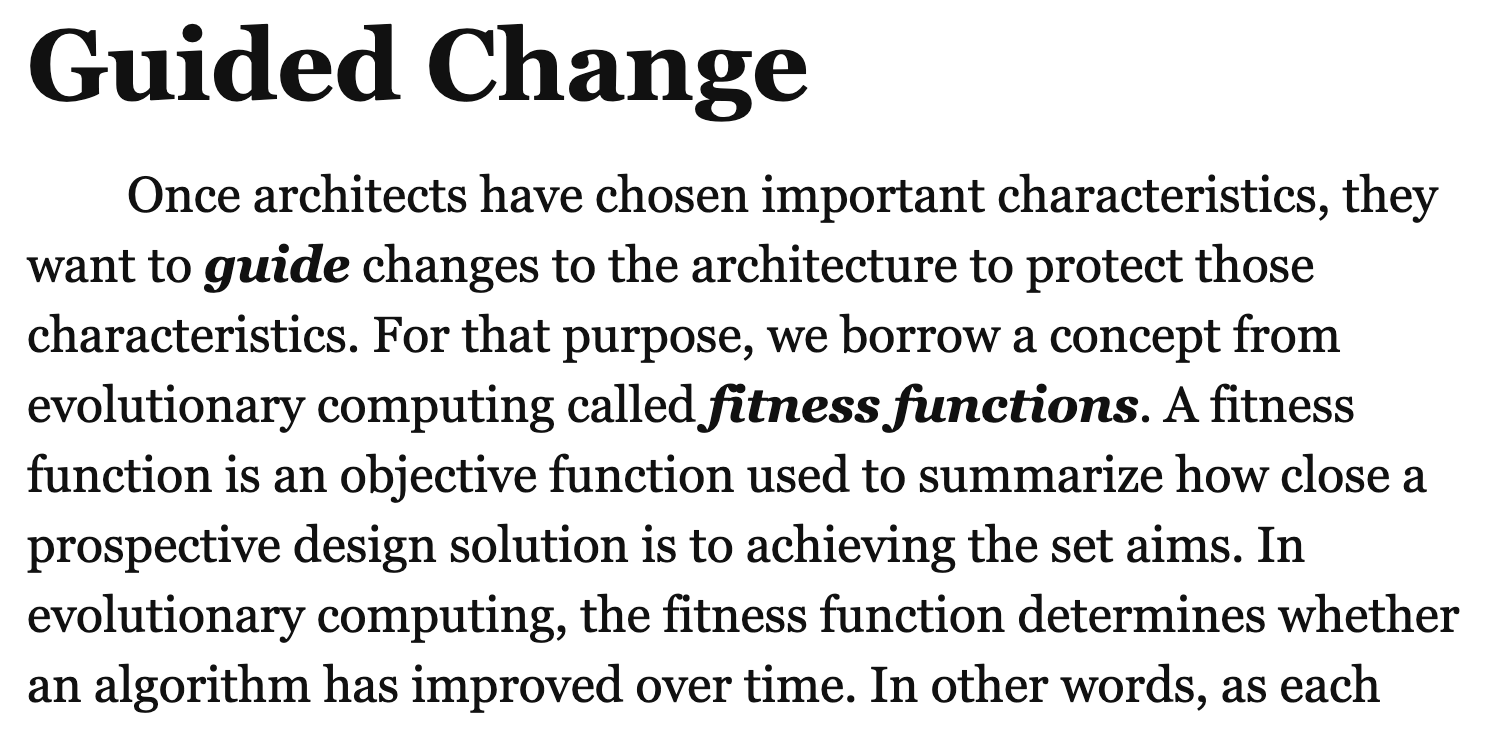 Guided Change
Once architects have chosen important characteristics, they
want to guide changes to the architecture to protect those
characteristics. For that purpose, we borrow a concept from
evolutionary computing called fitness functions. A fitness
function is an objective function used to summarize how close a
prospective design solution is to achieving the set aims. In
evolutionary computing, the fitness function determines whether
an algorithm has improved over time. In other words, as each